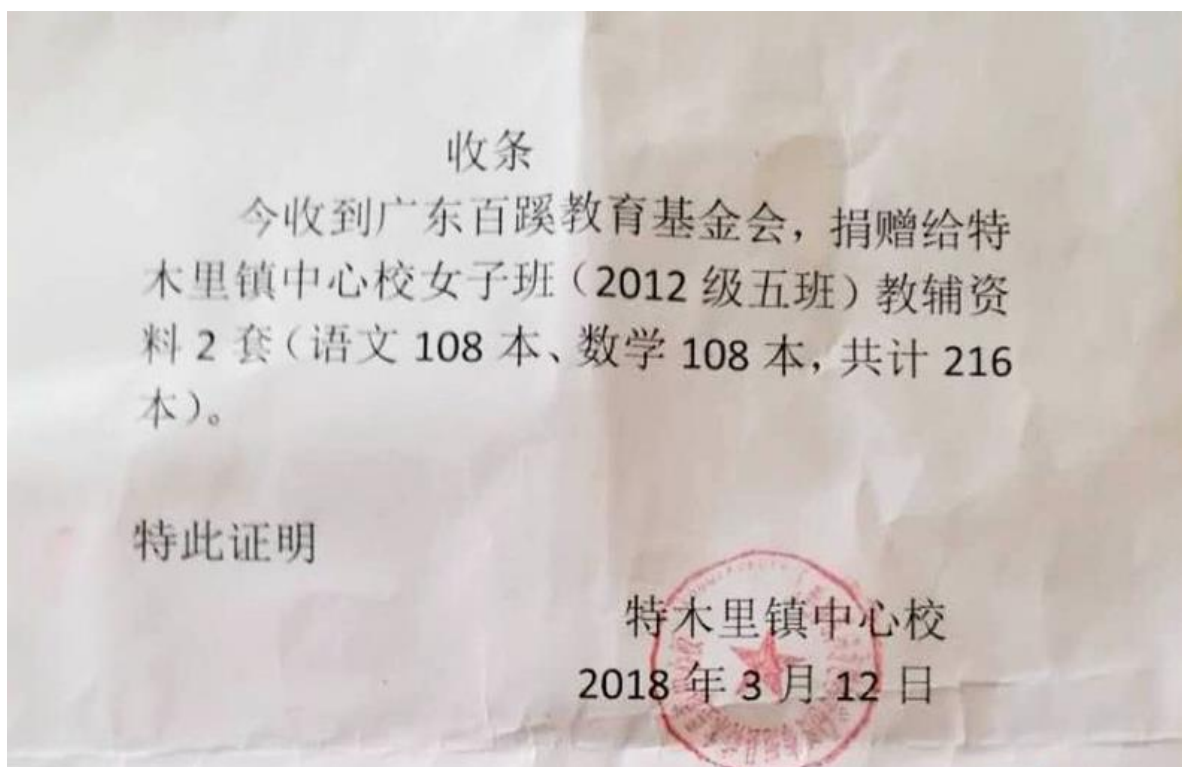 收条
今收到广东百蹊教育基金会，捐赠给特
木里镇中心校女子班（2012 级五班）教辅资
料 2 套（语文 108 本、数学 108 本，共计 216
本）。
特此证明
特木里镇中心校
2018 年 3 月 12 日